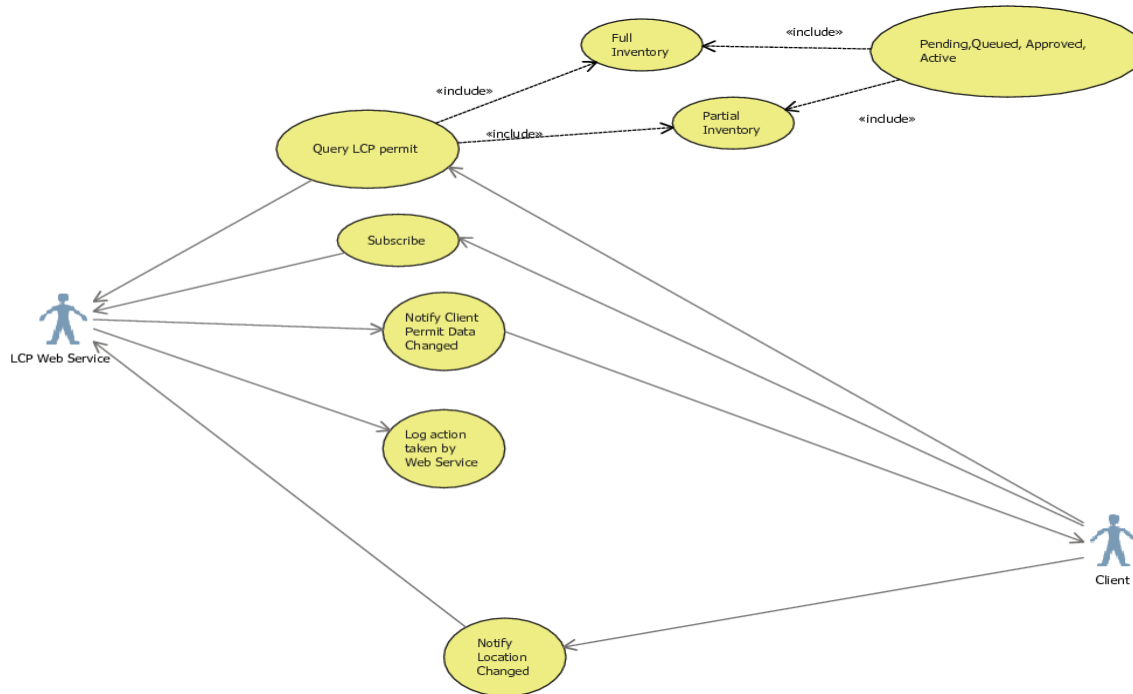 «include»
Full
Inventory
«include»
Pending,Queued, Approved,
Active
«include»
Partial
Inventory
«include»
«include»
Query LCP permit
Subscribe
Notify Client
Permit Data
Changed
LCP Web Service
Log action
taken by
Web Service
Client
Notify
Location
Changed